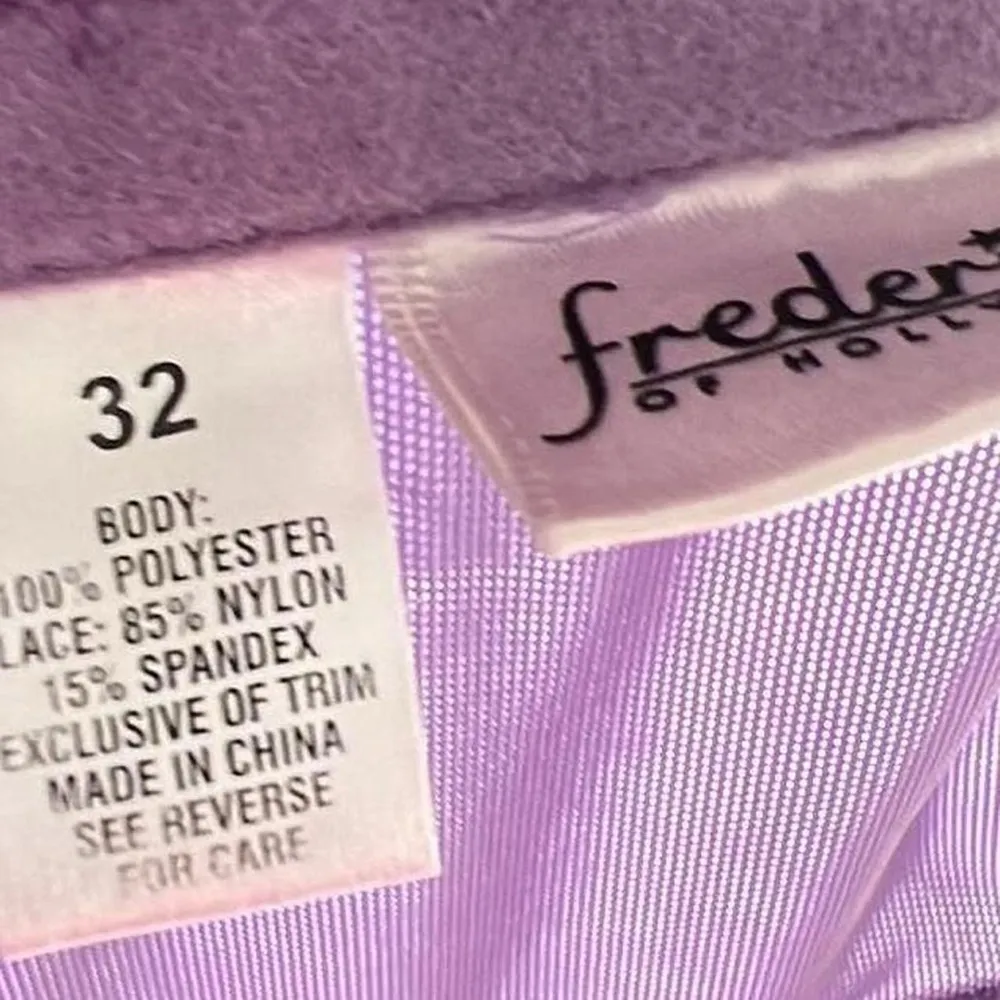 32
BODY:
100% POLYESTER
LACE: 85% NYLON
15% SPANDEX
EXCLUSIVE OF TRIM
MADE IN CHINA
SEE REVERSE
FOR CARE
freder
OF HOLL